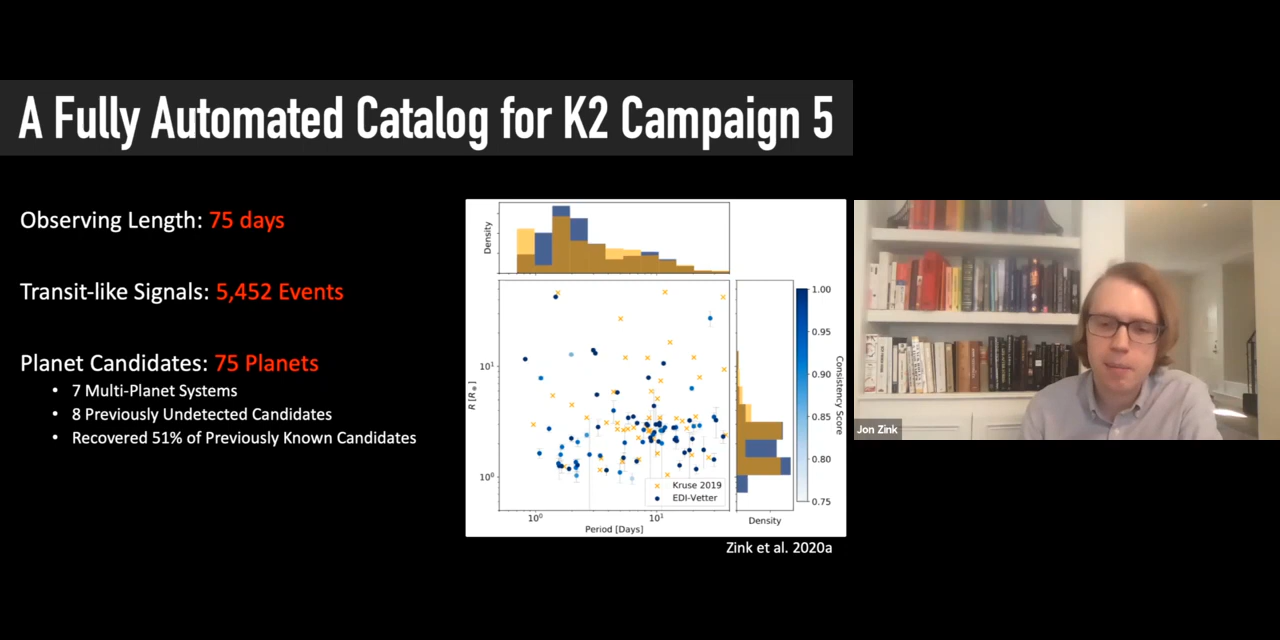 A Fully Automated Catalog for K2 Campaign 5
Observing Length: 75 days
Transit-like Signals: 5,452 Events
Planet Candidates: 75 Planets
• 7 Multi-Planet Systems
• 8 Previously Undetected Candidates
• Recovered 51% of Previously Known Candidates
Density
R [R⊕]
10¹
10⁰
10⁰
10¹
Period [Days]
Kruse 2019
EDI-Vetter
Density
1.00
0.95
0.90
0.85
0.80
0.75
Consistency Score
Zink et al. 2020a
Jon Zink